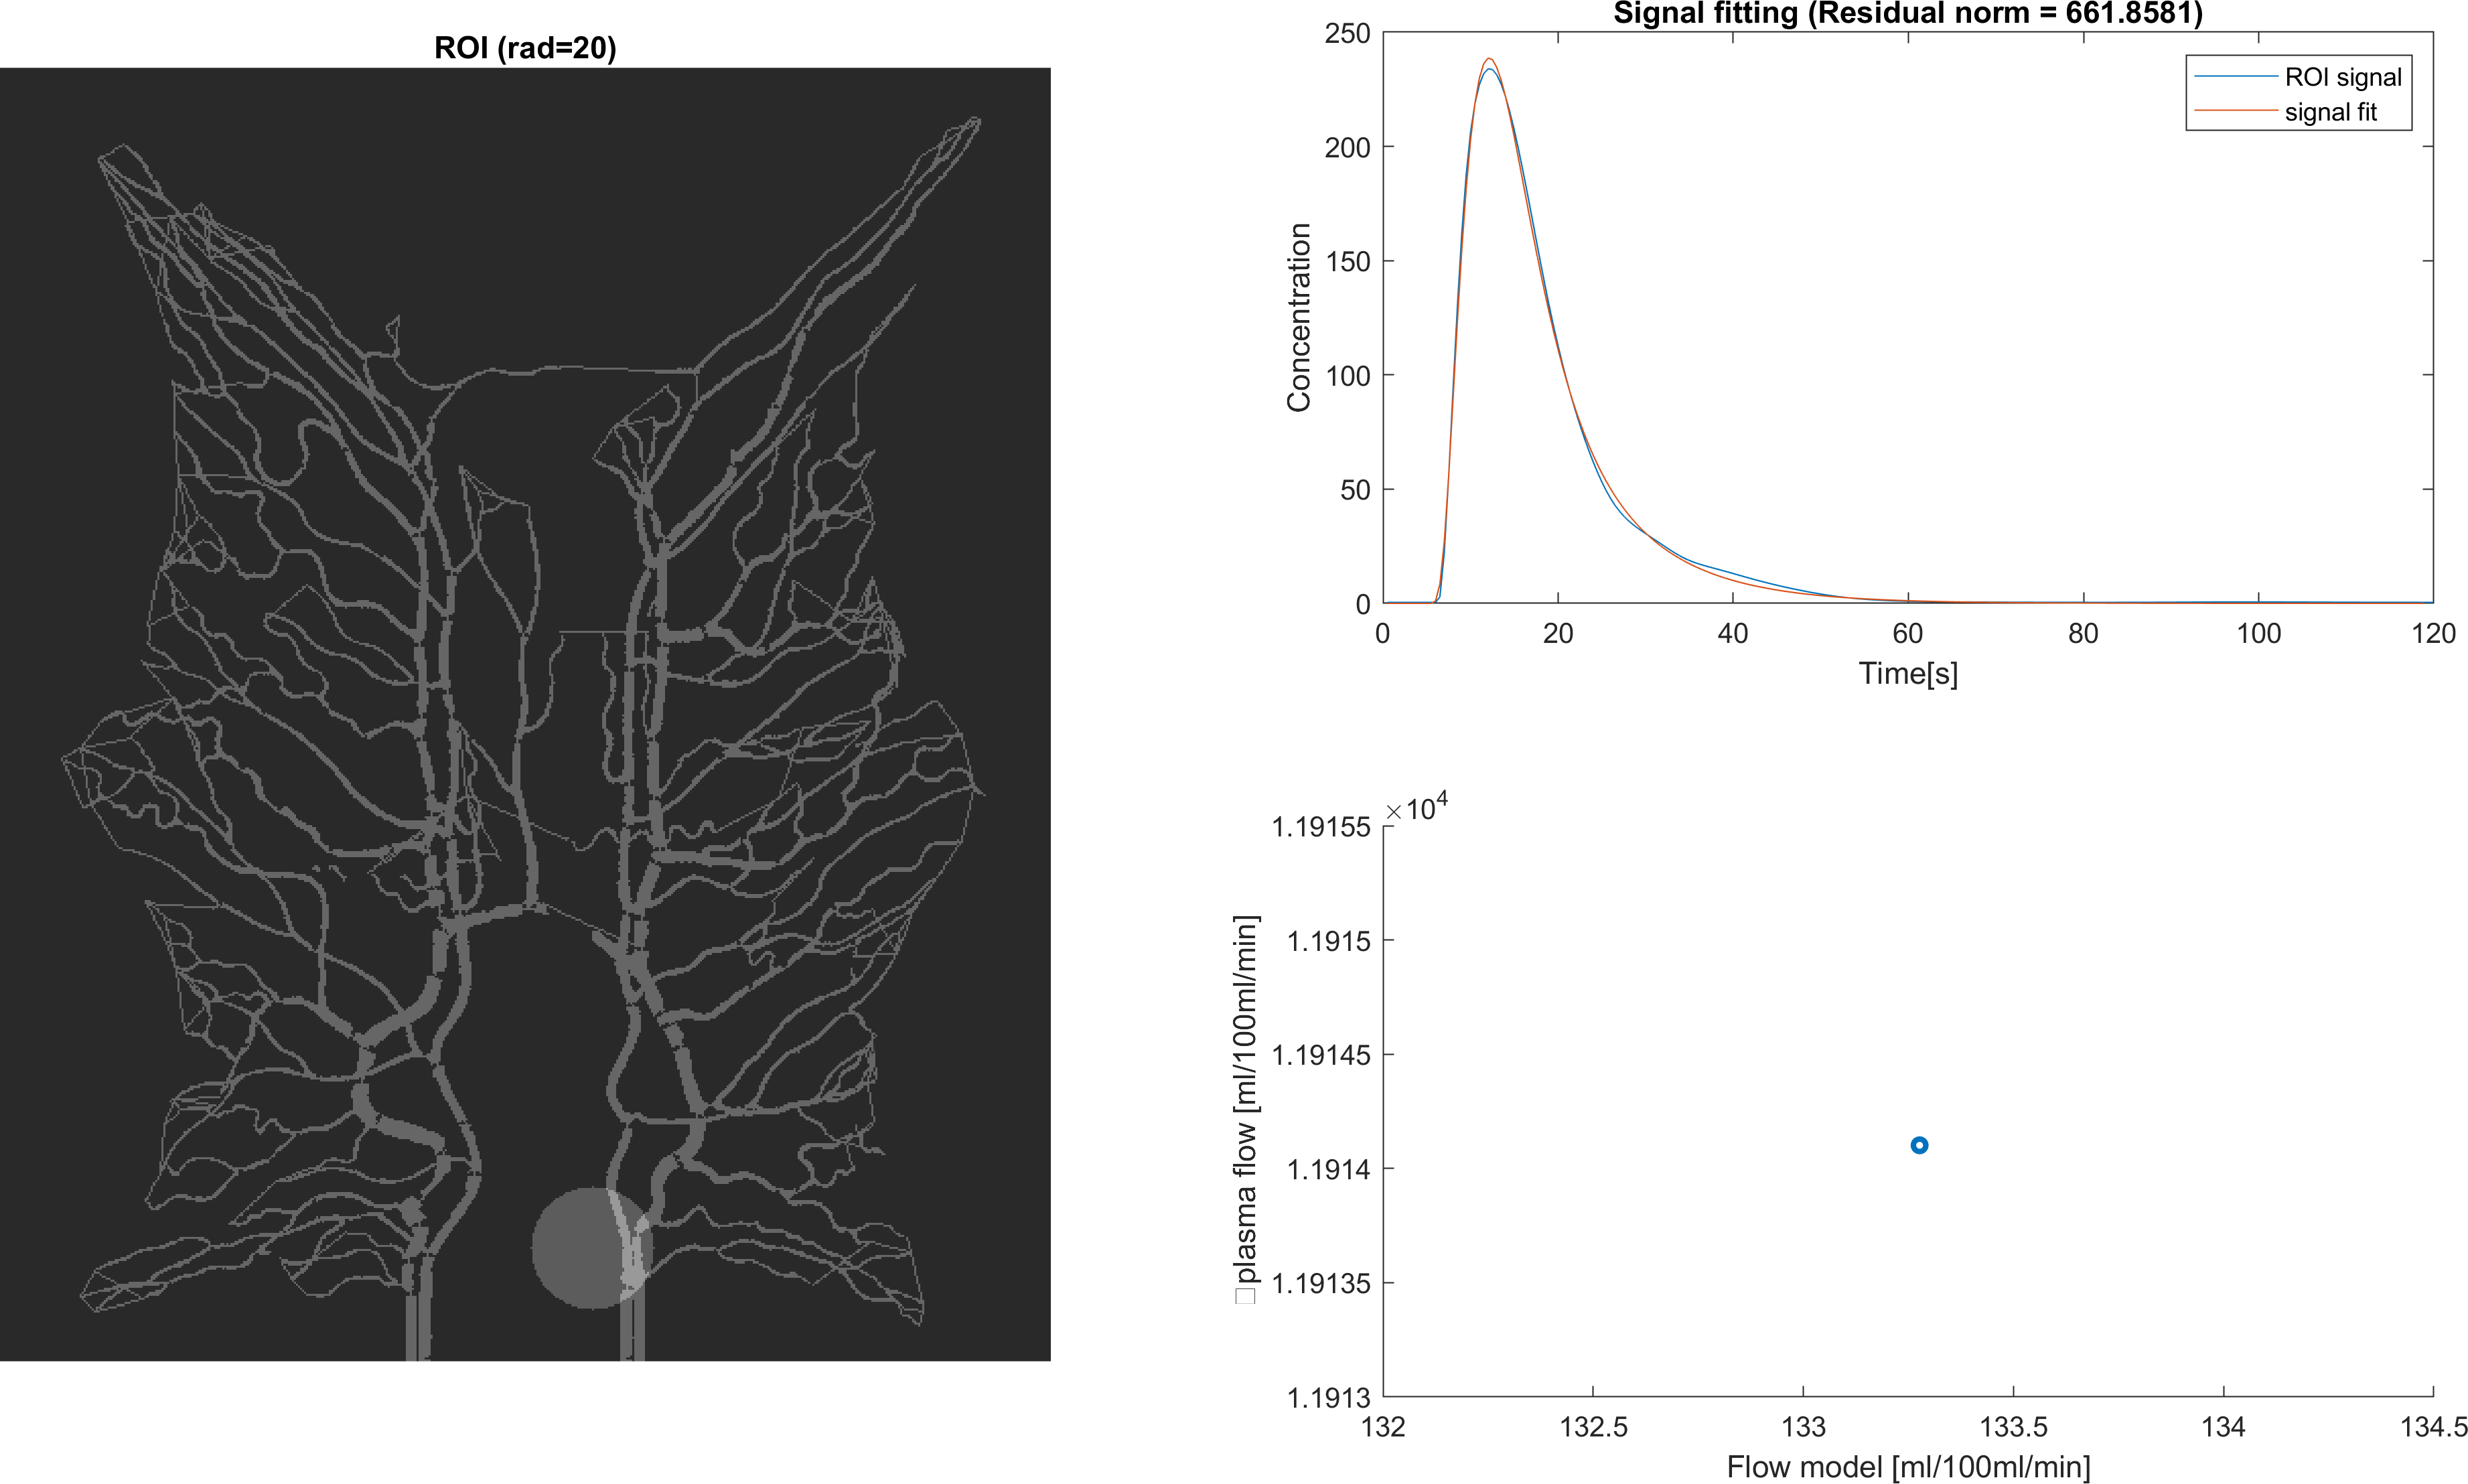 ROI (rad=20)
Signal fitting (Residual norm = 661.8581)
250
200
150
100
50
0
Concentration
ROI signal
signal fit
0 20 40 60 80 100 120
Time[s]
×10⁴
1.19155
1.1915
1.19145
1.1914
1.19135
1.1913
□plasma flow [ml/100ml/min]
132 132.5 133 133.5 134 134.5
Flow model [ml/100ml/min]